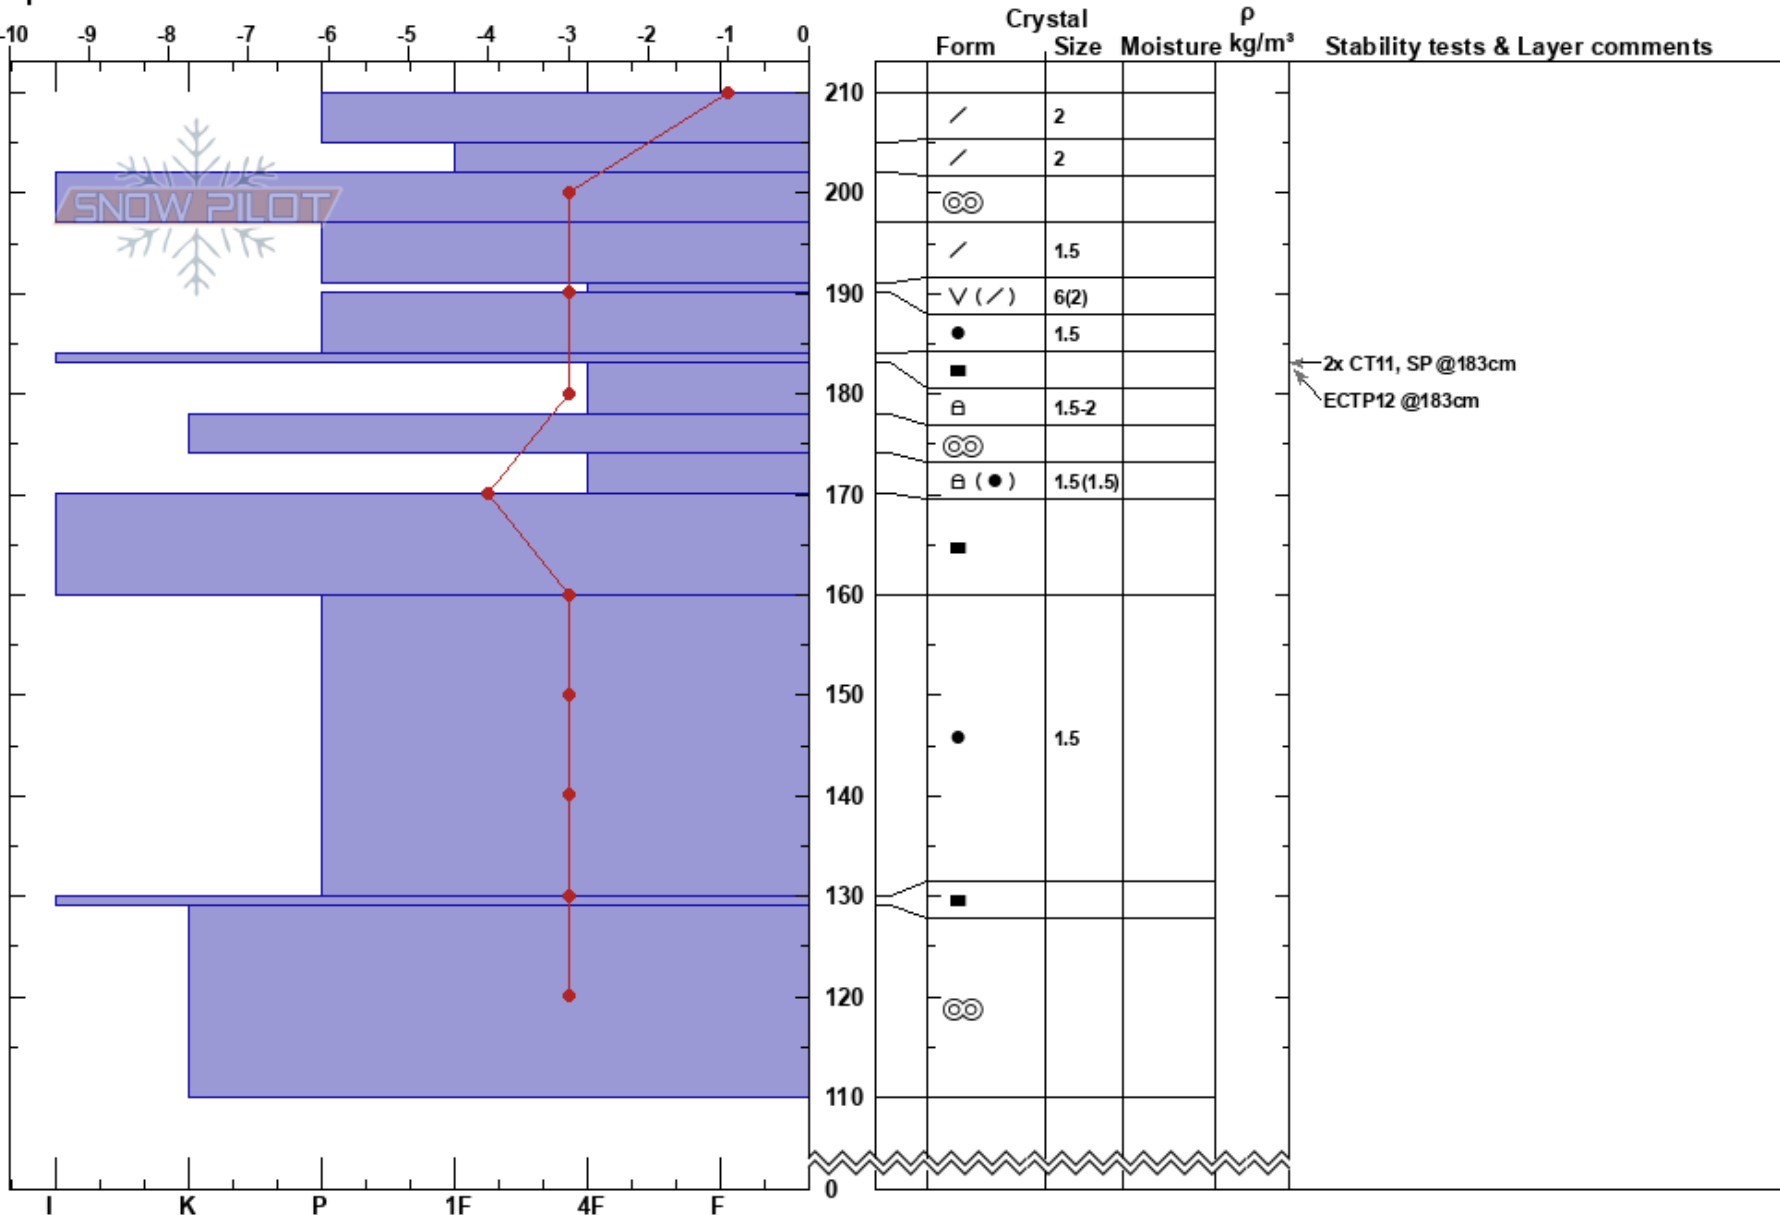 -10 -9 -8 -7 -6 -5 -4 -3 -2 -1 0
Crystal ρ
Form Size Moisture kg/m³ Stability tests & Layer comments
210
2
2
200
SNOW PILOT
1.5
190
( ) 6(2)
1.5
2x CT11, SP @183cm
180
1.5-2
ECTP12 @183cm
170
( ) 1.5(1.5)
160
150
1.5
140
130
120
110
0
I K P 1F 4F F